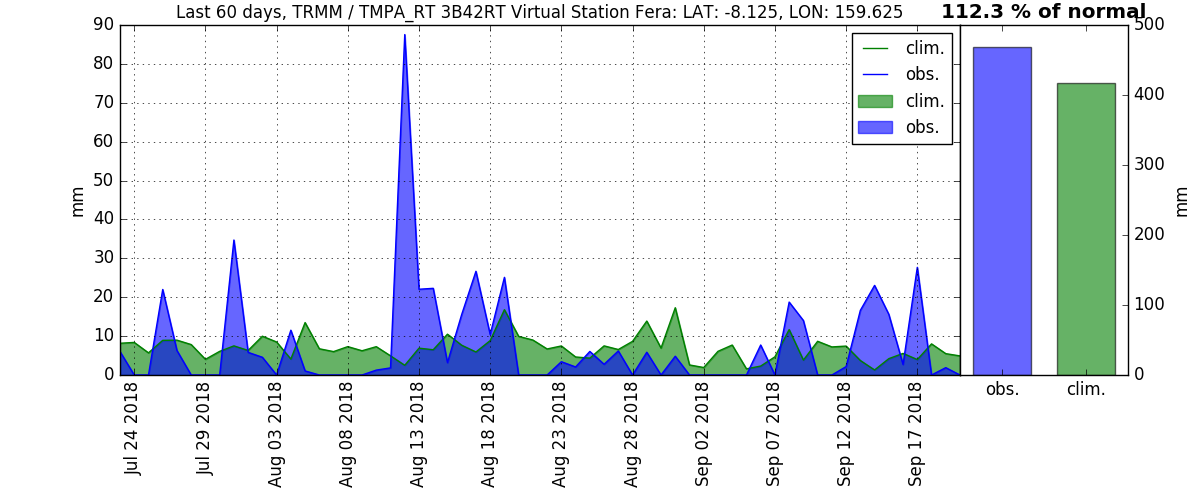 Last 60 days, TRMM / TMPA_RT 3B42RT Virtual Station Fera: LAT: -8.125, LON: 159.625
112.3 % of normal
90
80
70
60
50
40
30
20
10
0
mm
clim.
obs.
clim.
obs.
Jul 24 2018
Jul 29 2018
Aug 03 2018
Aug 08 2018
Aug 13 2018
Aug 18 2018
Aug 23 2018
Aug 28 2018
Sep 02 2018
Sep 07 2018
Sep 12 2018
Sep 17 2018
500
400
300
200
100
0
mm
obs.
clim.